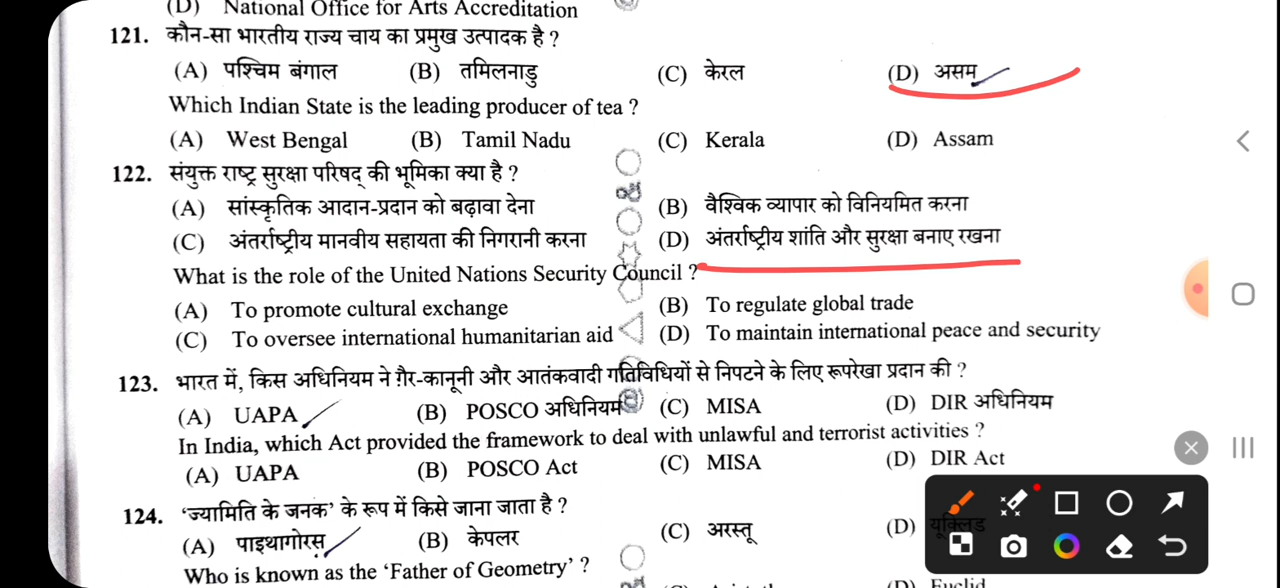 (D) National Office for Arts Accreditation
121. कौन-सा भारतीय राज्य चाय का प्रमुख उत्पादक है ?
(A) पश्चिम बंगाल (B) तमिलनाडु (C) केरल (D) असम
Which Indian State is the leading producer of tea ?
(A) West Bengal (B) Tamil Nadu (C) Kerala (D) Assam
122. संयुक्त राष्ट्र सुरक्षा परिषद् की भूमिका क्या है ?
(A) सांस्कृतिक आदान-प्रदान को बढ़ावा देना (B) वैश्विक व्यापार को विनियमित करना
(C) अंतर्राष्ट्रीय मानवीय सहायता की निगरानी करना (D) अंतर्राष्ट्रीय शांति और सुरक्षा बनाए रखना
What is the role of the United Nations Security Council ?
(A) To promote cultural exchange (B) To regulate global trade
(C) To oversee international humanitarian aid (D) To maintain international peace and security
123. भारत में, किस अधिनियम ने ग़ैर-कानूनी और आतंकवादी गतिविधियों से निपटने के लिए रूपरेखा प्रदान की ?
(A) UAPA (B) POSCO अधिनियम (C) MISA (D) DIR अधिनियम
In India, which Act provided the framework to deal with unlawful and terrorist activities ?
(A) UAPA (B) POSCO Act (C) MISA (D) DIR Act
124. 'ज्यामिति के जनक' के रूप में किसे जाना जाता है ?
(A) पाइथागोरस (B) केपलर (C) अरस्तू (D) यूक्लिड
Who is known as the 'Father of Geometry' ?
(D) Euclid